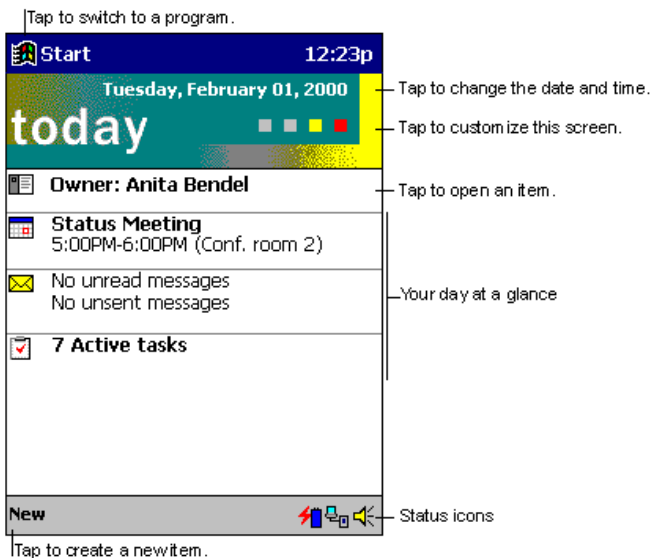 Tap to switch to a program.
Start 12:23p
Tuesday, February 01, 2000
Tap to change the date and time.
today
Tap to customize this screen.
Owner: Anita Bendel
Tap to open an item.
Status Meeting
5:00PM-6:00PM (Conf. room 2)
No unread messages
No unsent messages
Your day at a glance
7 Active tasks
New
Status icons
Tap to create a new item.